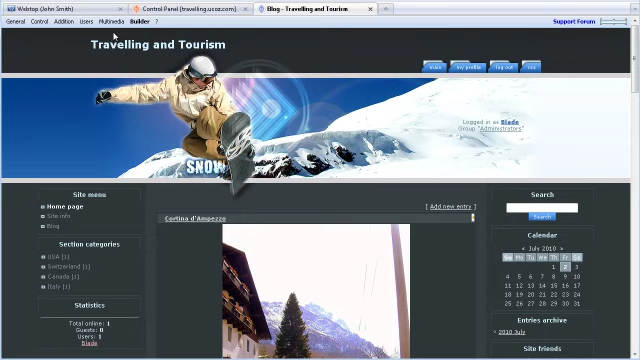 Webtop (John Smith)
Control Panel (travelling.ucoz.com)
Blog - Travelling and Tourism
General Control Addition Users Multimedia Builder ?
Support Forum
Travelling and Tourism
main my profile log out rss
Logged in as Blade
Group "Administrators"
SNOW
Site menu
Home page
Site info
Blog
Section categories
USA [1]
Switzerland [1]
Canada [1]
Italy [1]
Statistics
Total online: 1
Guests: 0
Users: 1
Blade
[ Add new entry ]
Cortina d'Ampezzo
Search
Search
Calendar
« July 2010 »
Su Mo Tu We Th Fr Sa
1 2 3
4 5 6 7 8 9 10
11 12 13 14 15 16 17
18 19 20 21 22 23 24
25 26 27 28 29 30 31
Entries archive
2010 July
Site friends